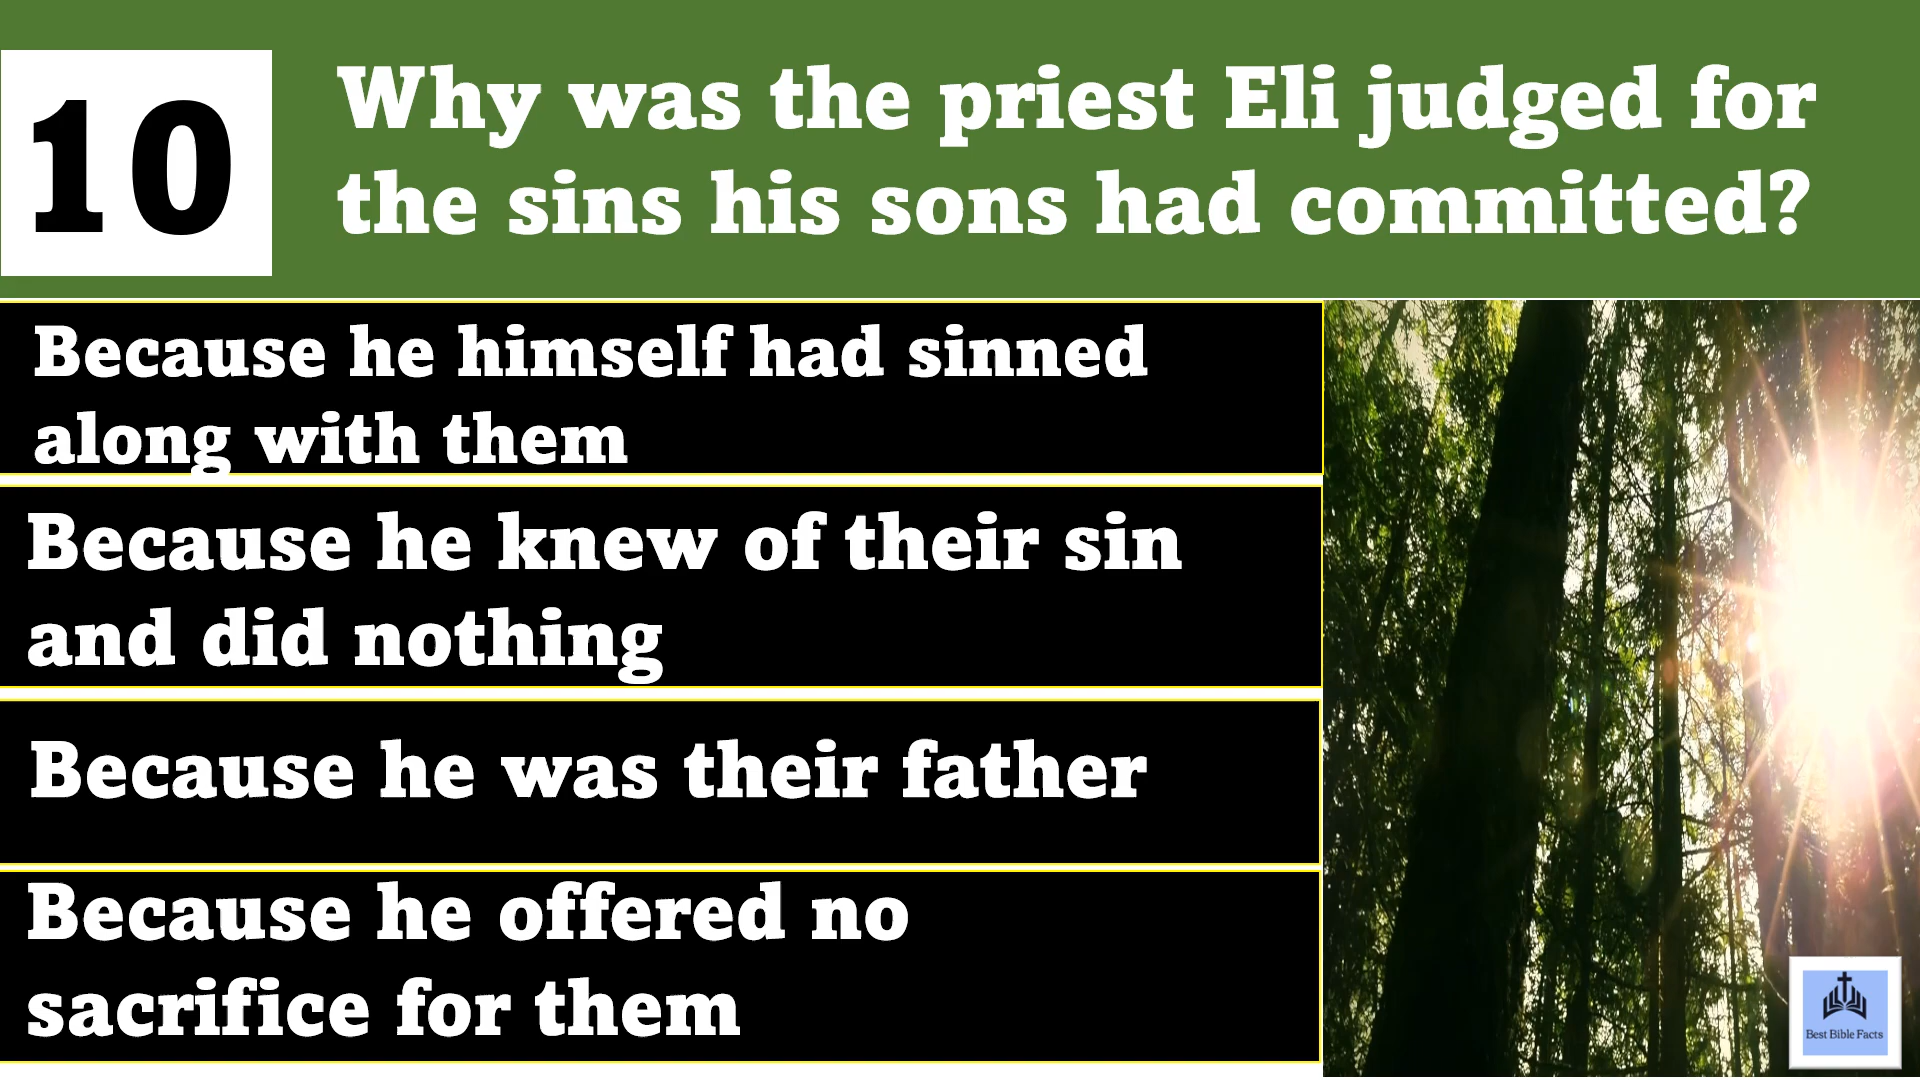 10
Why was the priest Eli judged for
the sins his sons had committed?
Because he himself had sinned
along with them
Because he knew of their sin
and did nothing
Because he was their father
Because he offered no
sacrifice for them
Best Bible Facts